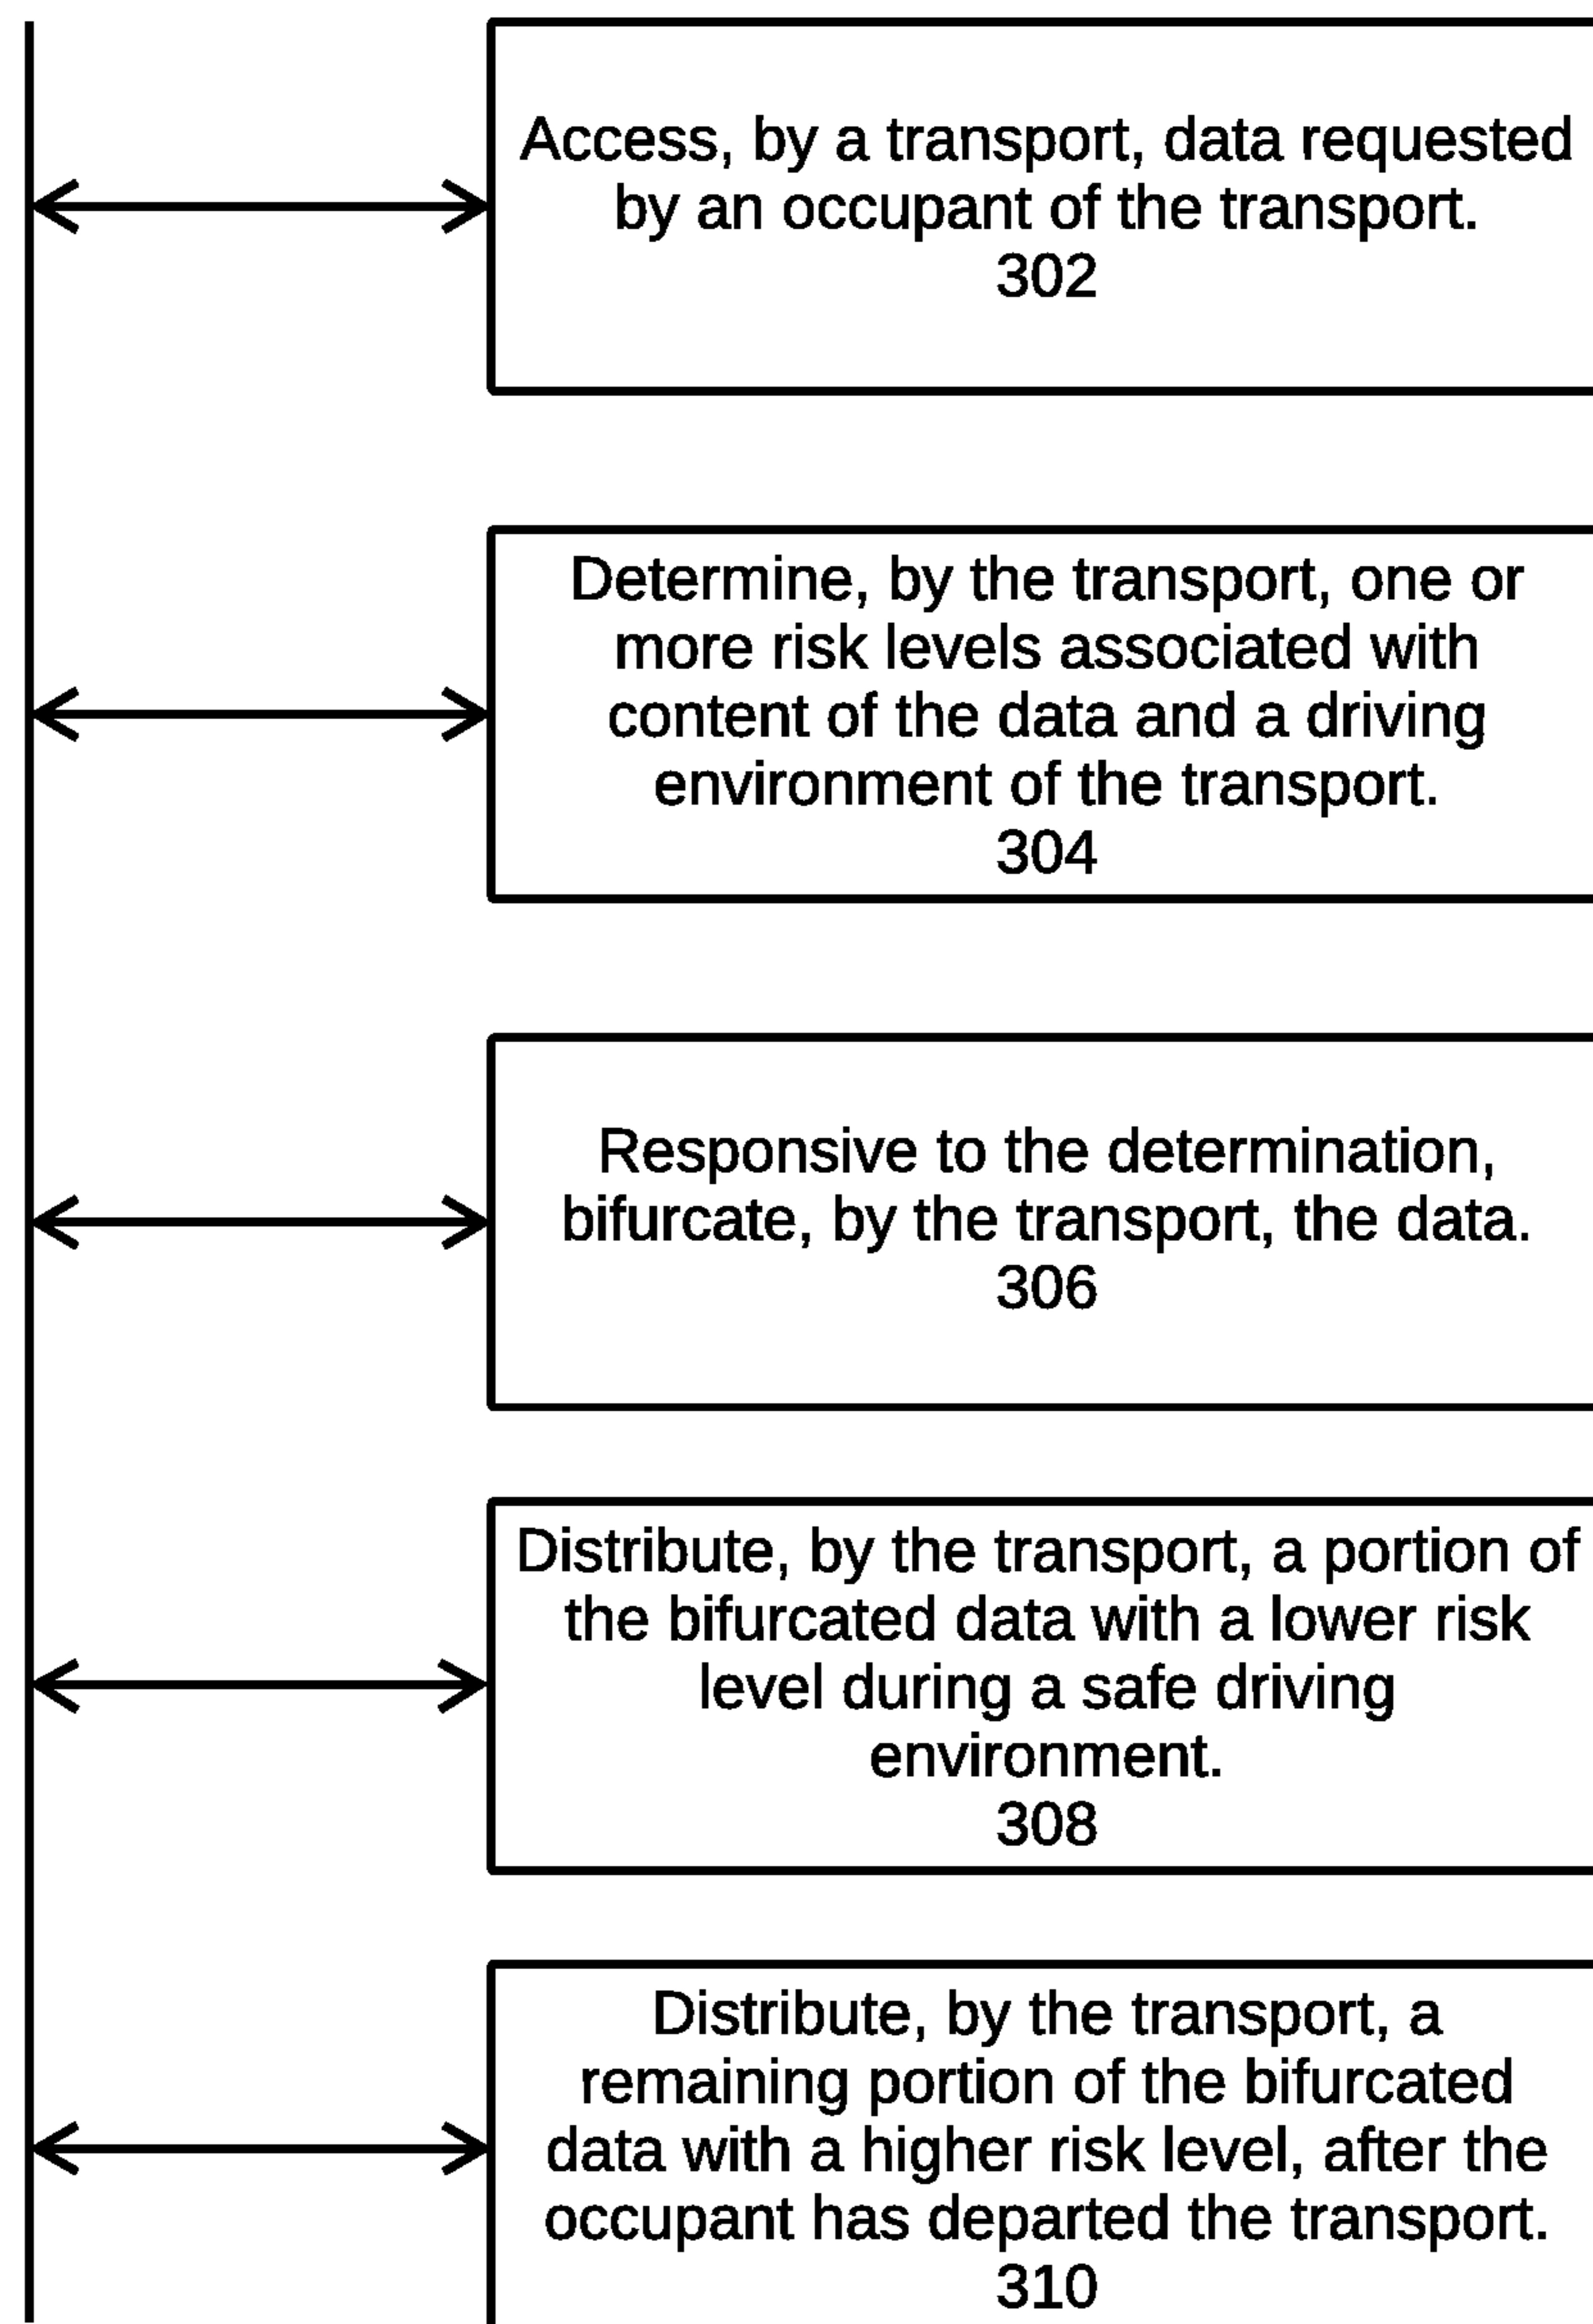 Access, by a transport, data requested
by an occupant of the transport.
302
Determine, by the transport, one or
more risk levels associated with
content of the data and a driving
environment of the transport.
304
Responsive to the determination,
bifurcate, by the transport, the data.
306
Distribute, by the transport, a portion of
the bifurcated data with a lower risk
level during a safe driving
environment.
308
Distribute, by the transport, a
remaining portion of the bifurcated
data with a higher risk level, after the
occupant has departed the transport.
310